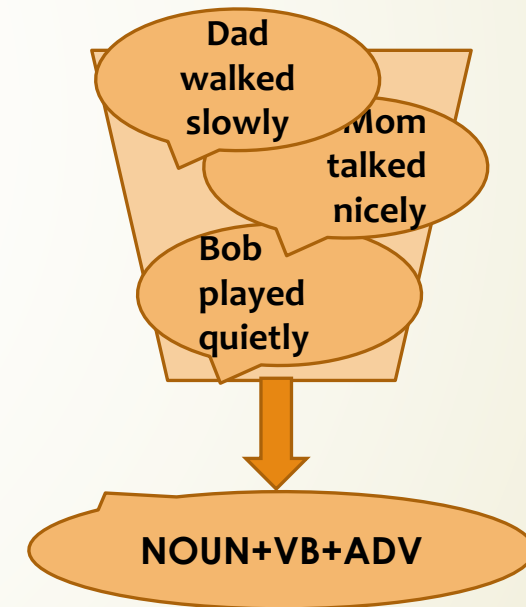 Dad
walked
slowly
Mom
talked
nicely
Bob
played
quietly
NOUN+VB+ADV